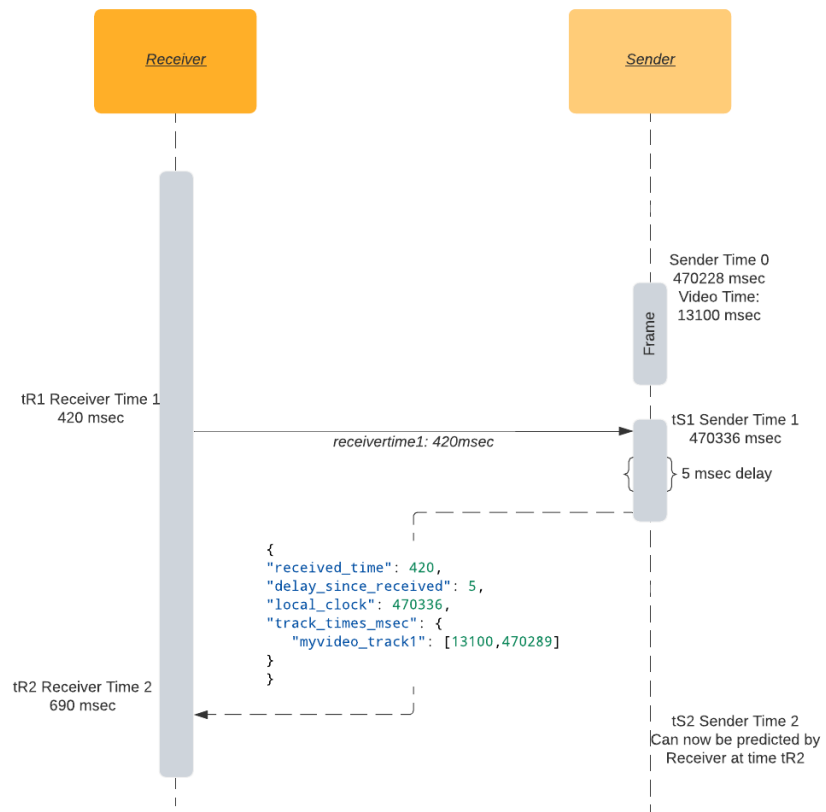 Receiver
Sender
Sender Time 0
470228 msec
Video Time:
13100 msec
Frame
tR1 Receiver Time 1
420 msec
receivertime1: 420msec
tS1 Sender Time 1
470336 msec
5 msec delay
{
"received_time": 420,
"delay_since_received": 5,
"local_clock": 470336,
"track_times_msec": {
"myvideo_track1": [13100,470289]
}
}
tR2 Receiver Time 2
690 msec
tS2 Sender Time 2
Can now be predicted by
Receiver at time tR2